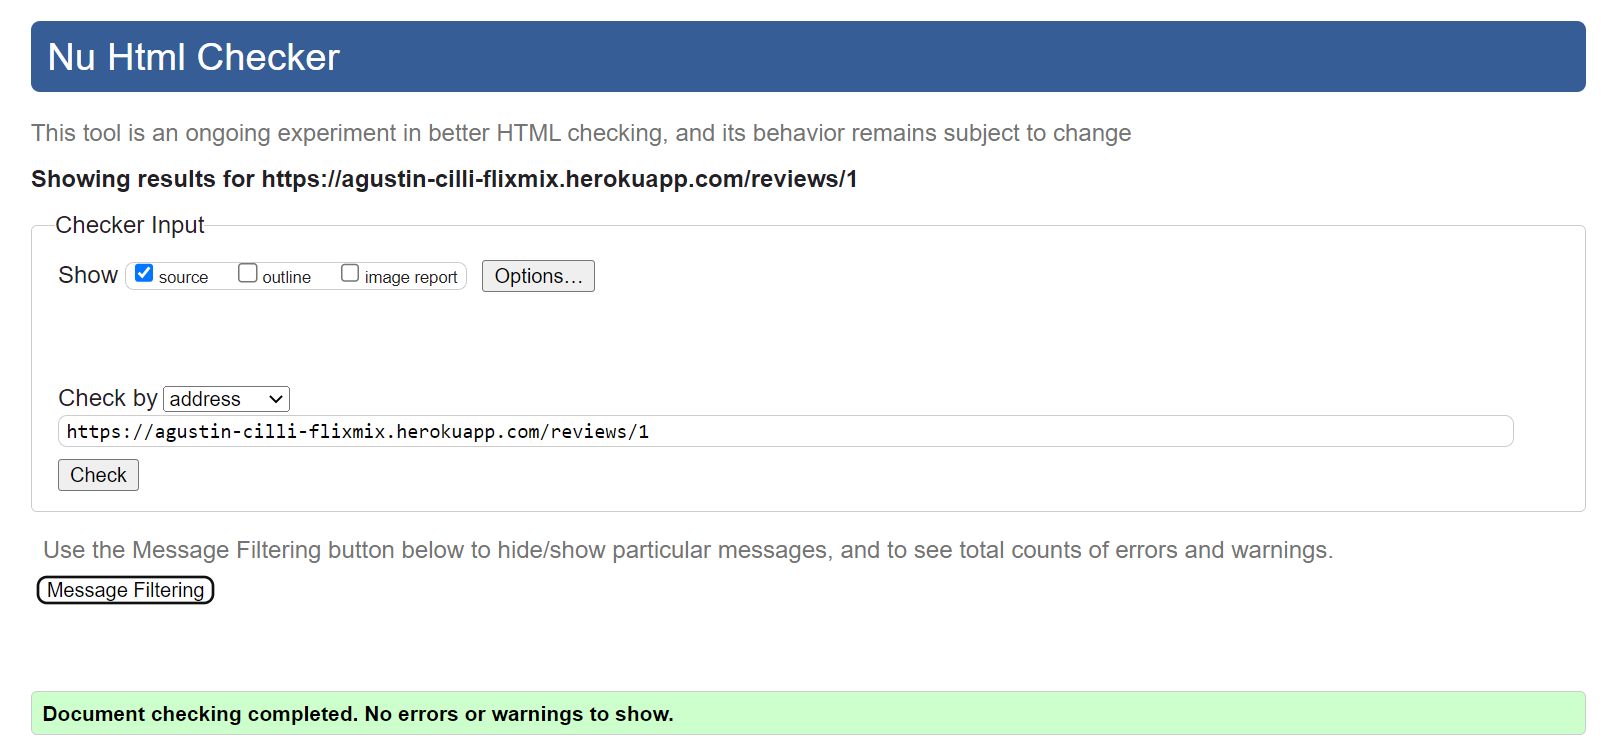 Nu Html Checker
This tool is an ongoing experiment in better HTML checking, and its behavior remains subject to change
Showing results for https://agustin-cilli-flixmix.herokuapp.com/reviews/1
Checker Input
Show source outline image report Options...
Check by address
https://agustin-cilli-flixmix.herokuapp.com/reviews/1
Check
Use the Message Filtering button below to hide/show particular messages, and to see total counts of errors and warnings.
Message Filtering
Document checking completed. No errors or warnings to show.